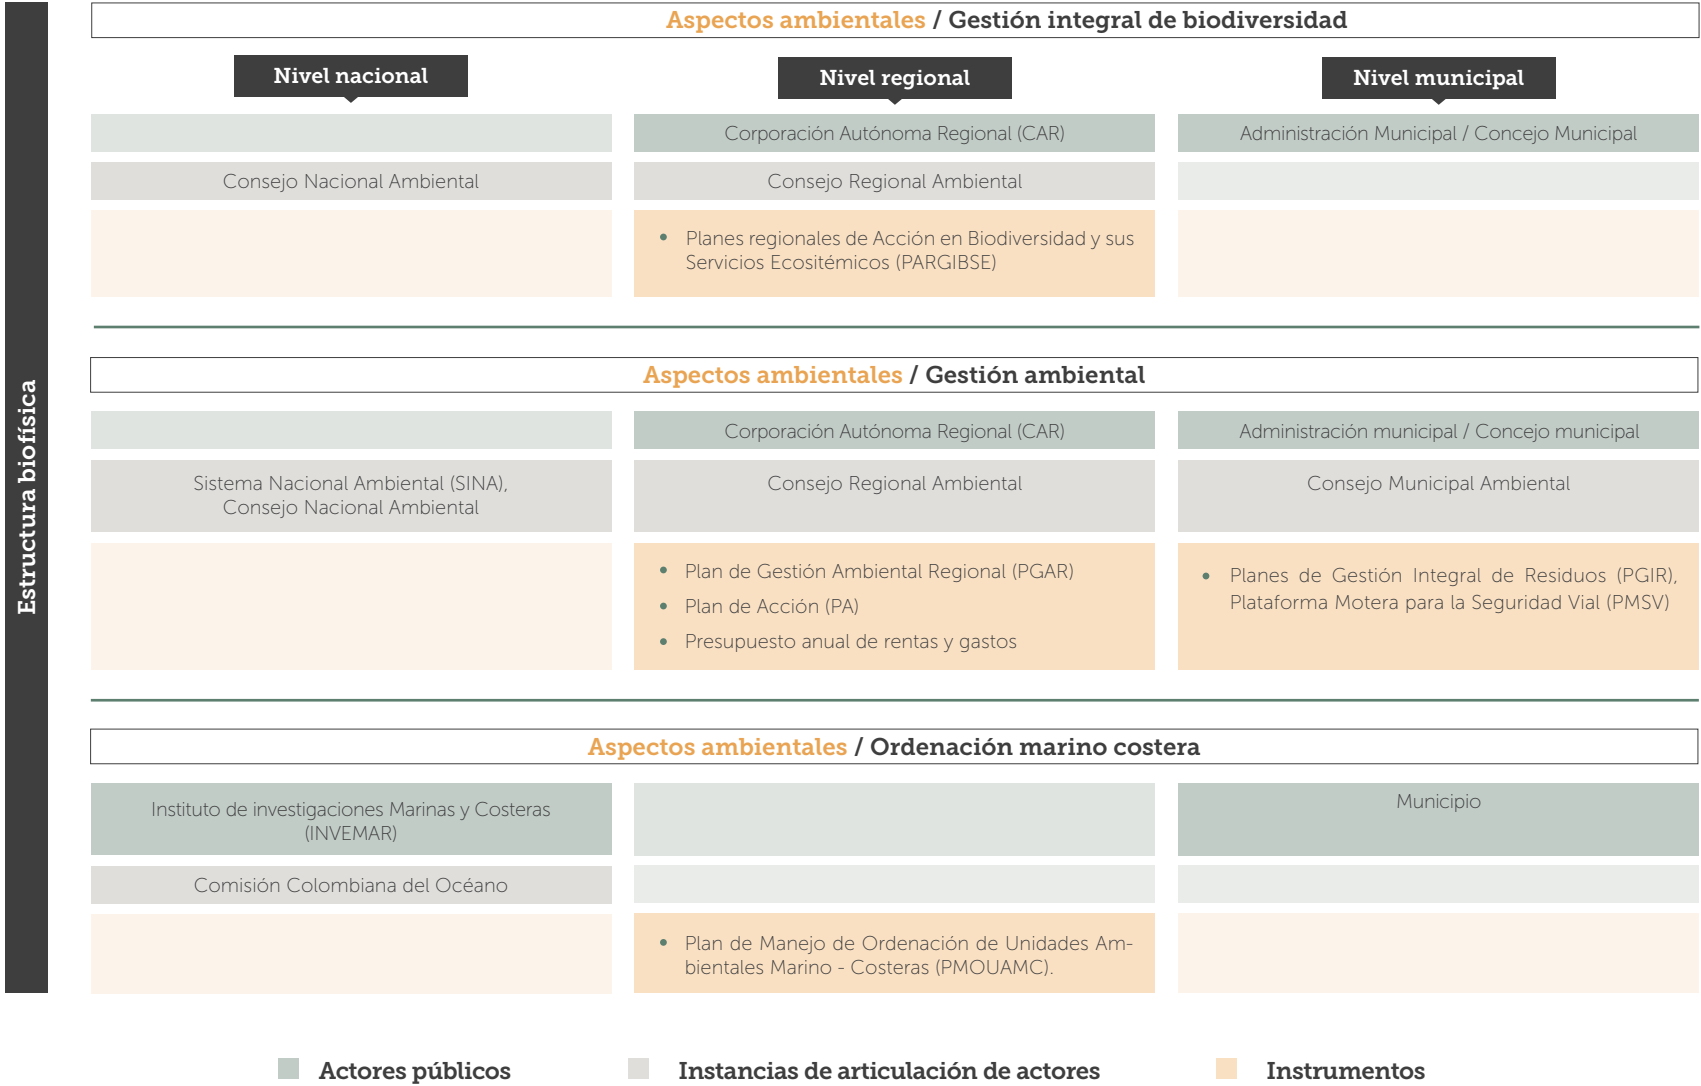 Aspectos ambientales / Gestión integral de biodiversidad
Nivel nacional
Nivel regional
Nivel municipal
Corporación Autónoma Regional (CAR)
Administración Municipal / Concejo Municipal
Consejo Nacional Ambiental
Consejo Regional Ambiental
• Planes regionales de Acción en Biodiversidad y sus
Servicios Ecositémicos (PARGIBSE)
Estructura biofísica
Aspectos ambientales / Gestión ambiental
Corporación Autónoma Regional (CAR)
Administración municipal / Concejo municipal
Sistema Nacional Ambiental (SINA),
Consejo Nacional Ambiental
Consejo Regional Ambiental
Consejo Municipal Ambiental
• Plan de Gestión Ambiental Regional (PGAR)
• Plan de Acción (PA)
• Presupuesto anual de rentas y gastos
• Planes de Gestión Integral de Residuos (PGIR),
Plataforma Motera para la Seguridad Vial (PMSV)
Aspectos ambientales / Ordenación marino costera
Instituto de investigaciones Marinas y Costeras
(INVEMAR)
Municipio
Comisión Colombiana del Océano
• Plan de Manejo de Ordenación de Unidades Am-
bientales Marino - Costeras (PMOUAMC).
Actores públicos
Instancias de articulación de actores
Instrumentos